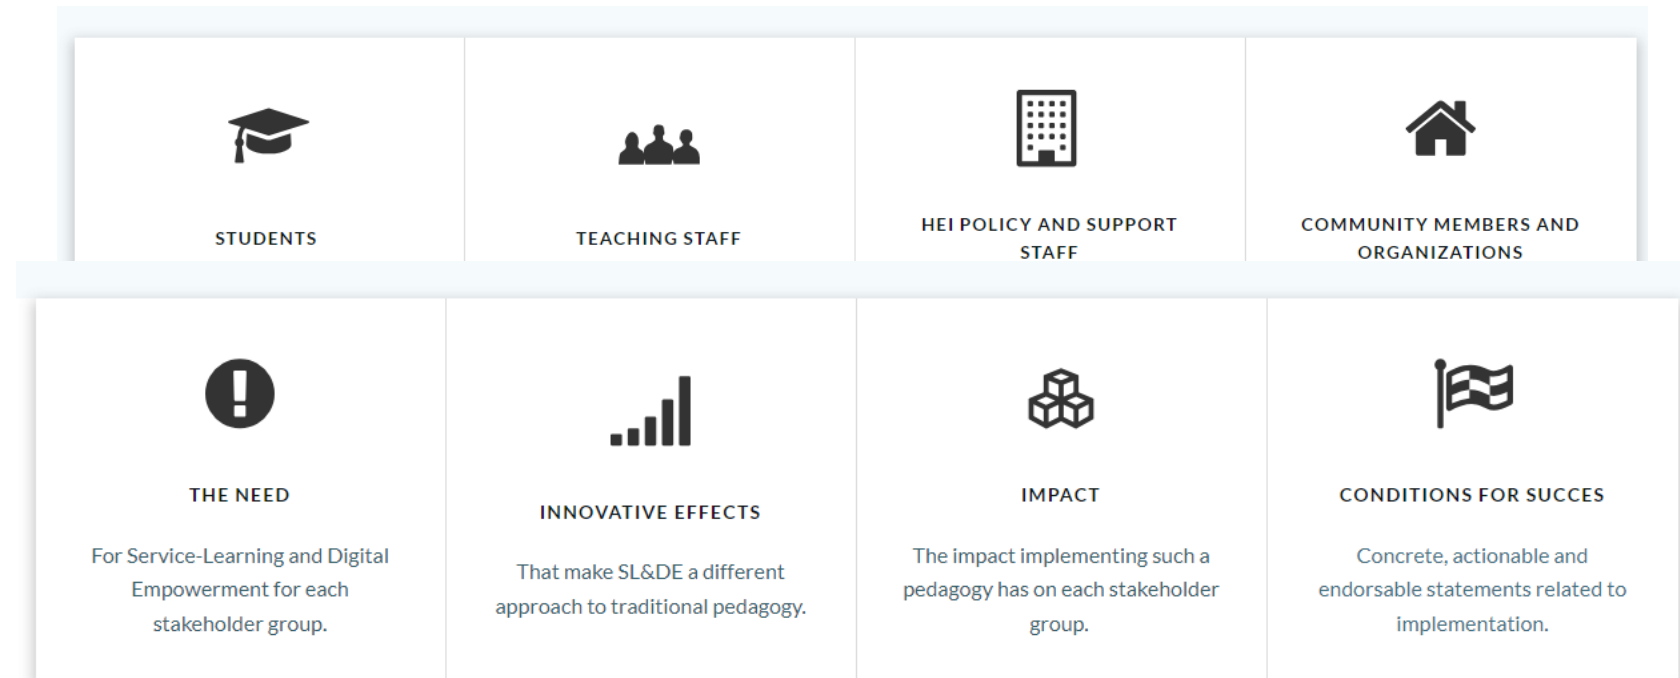 STUDENTS
TEACHING STAFF
HEI POLICY AND SUPPORT
STAFF
COMMUNITY MEMBERS AND
ORGANIZATIONS
THE NEED
For Service-Learning and Digital
Empowerment for each
stakeholder group.
INNOVATIVE EFFECTS
That make SL&DE a different
approach to traditional pedagogy.
IMPACT
The impact implementing such a
pedagogy has on each stakeholder
group.
CONDITIONS FOR SUCCES
Concrete, actionable and
endorsable statements related to
implementation.